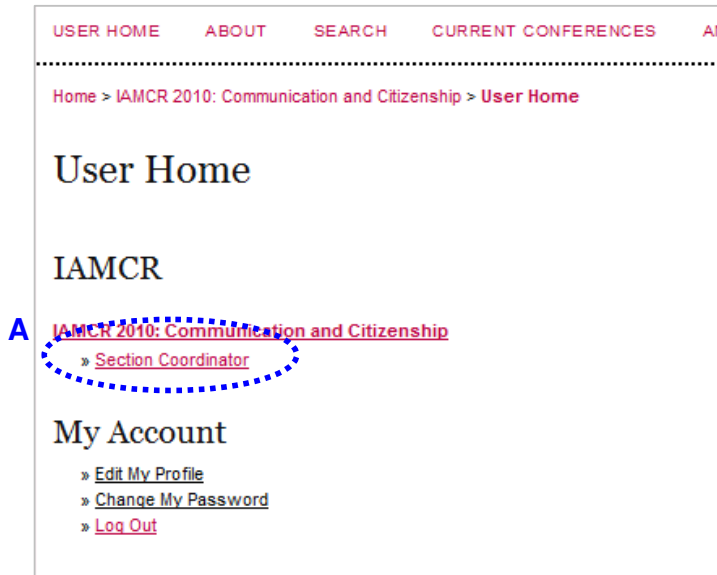 USER HOME ABOUT SEARCH CURRENT CONFERENCES
Home > IAMCR 2010: Communication and Citizenship > User Home
User Home
IAMCR
A
IAMCR 2010: Communication and Citizenship
» Section Coordinator
My Account
» Edit My Profile
» Change My Password
» Log Out